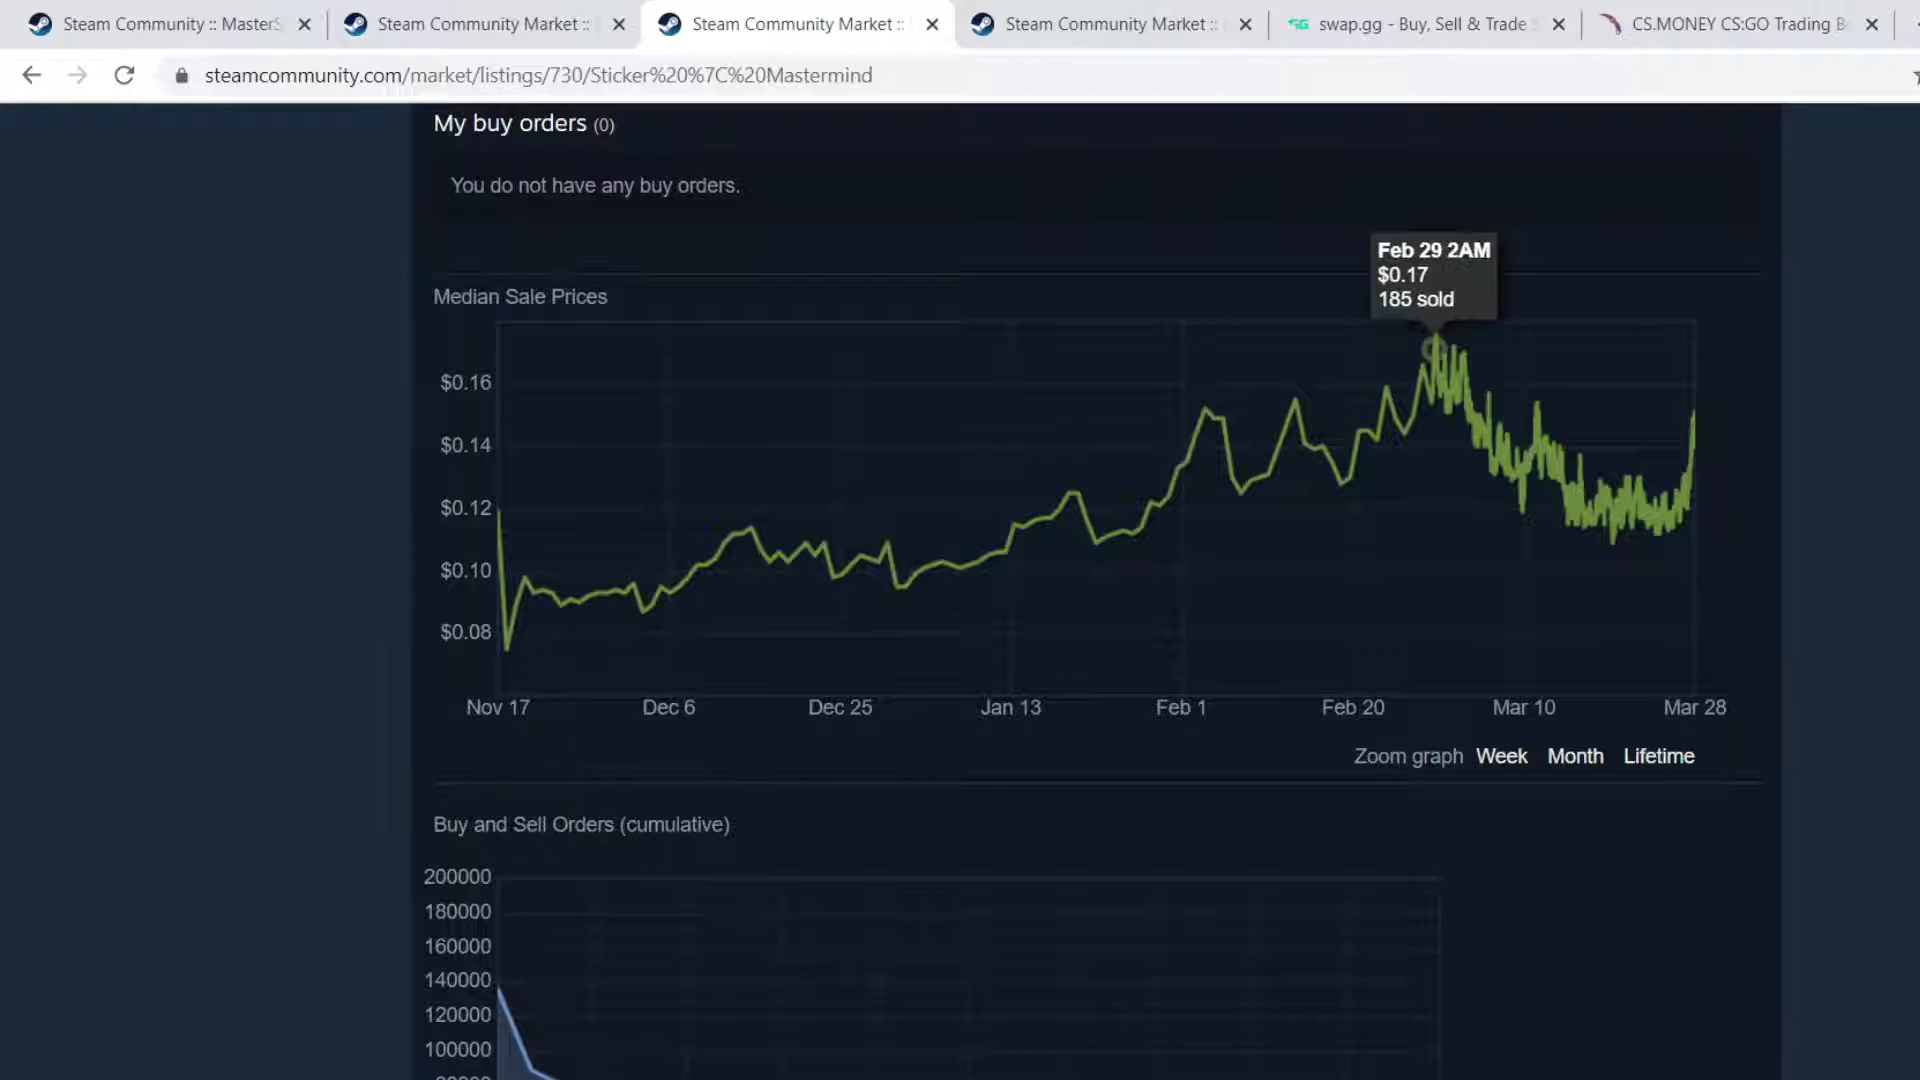 Steam Community :: MasterS
Steam Community Market ::
Steam Community Market ::
Steam Community Market ::
swap.gg - Buy, Sell & Trade
CS.MONEY CS:GO Trading B
steamcommunity.com/market/listings/730/Sticker%20%7C%20Mastermind
My buy orders (0)
You do not have any buy orders.
Feb 29 2AM
$0.17
185 sold
Median Sale Prices
$0.16
$0.14
$0.12
$0.10
$0.08
Nov 17 Dec 6 Dec 25 Jan 13 Feb 1 Feb 20 Mar 10 Mar 28
Zoom graph Week Month Lifetime
Buy and Sell Orders (cumulative)
200000
180000
160000
140000
120000
100000